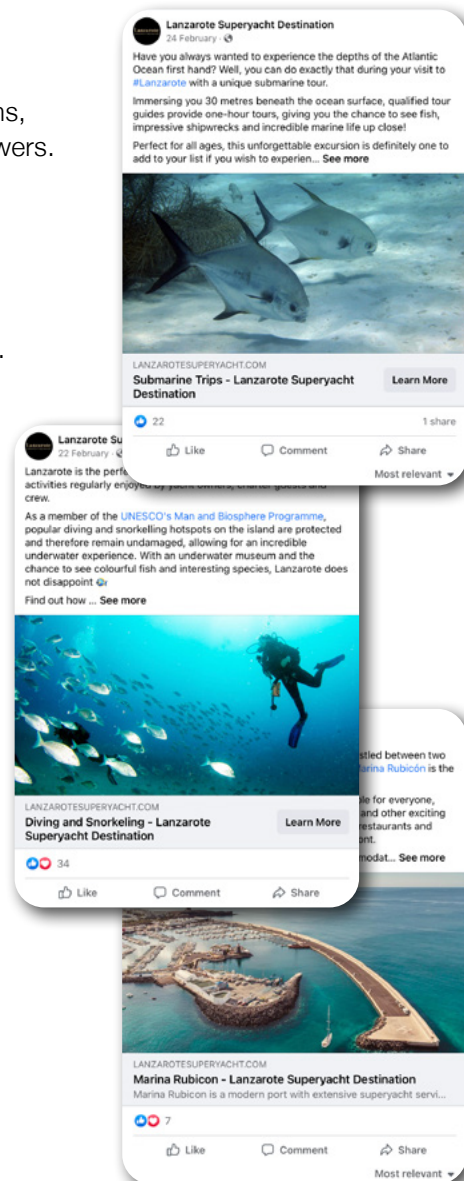 ns,
wers.
.
Lanzarote Superyacht Destination
24 February ·
Have you always wanted to experience the depths of the Atlantic
Ocean first hand? Well, you can do exactly that during your visit to
#Lanzarote with a unique submarine tour.
Immersing you 30 metres beneath the ocean surface, qualified tour
guides provide one-hour tours, giving you the chance to see fish,
impressive shipwrecks and incredible marine life up close!
Perfect for all ages, this unforgettable excursion is definitely one to
add to your list if you wish to experien... See more
LANZAROTESUPERYACHT.COM
Submarine Trips - Lanzarote Superyacht
Destination
Learn More
22
1 share
Like Comment Share
Most relevant
Lanzarote Su
22 February ·
Lanzarote is the perfe
activities regularly enjoyed by yacht owners, charter guests and
crew.
As a member of the UNESCO's Man and Biosphere Programme,
popular diving and snorkelling hotspots on the island are protected
and therefore remain undamaged, allowing for an incredible
underwater experience. With an underwater museum and the
chance to see colourful fish and interesting species, Lanzarote does
not disappoint
Find out how ... See more
LANZAROTESUPERYACHT.COM
Diving and Snorkeling - Lanzarote
Superyacht Destination
Learn More
34
Like Comment Share
stled between two
arina Rubicón is the
le for everyone,
and other exciting
restaurants and
ont.
modat... See more
LANZAROTESUPERYACHT.COM
Marina Rubicon - Lanzarote Superyacht Destination
Marina Rubicon is a modern port with extensive superyacht servi...
7
Like Comment Share
Most relevant